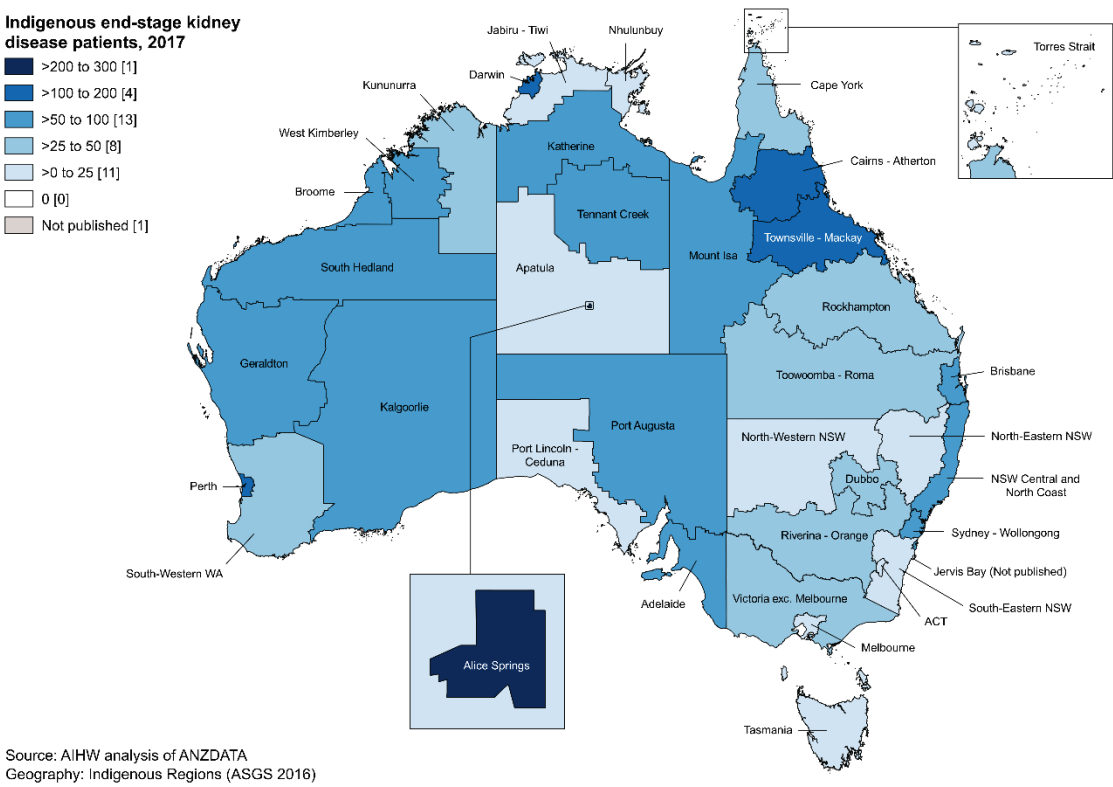 Indigenous end-stage kidney
disease patients, 2017
>200 to 300 [1]
>100 to 200 [4]
>50 to 100 [13]
>25 to 50 [8]
>0 to 25 [11]
0 [0]
Not published [1]
Jabiru - Tiwi
Nhulunbuy
Darwin
Kununurra
West Kimberley
Broome
Katherine
Tennant Creek
Cape York
Torres Strait
Cairns - Atherton
Townsville - Mackay
Mount Isa
South Hedland
Apatula
Rockhampton
Geraldton
Toowoomba - Roma
Brisbane
Kalgoorlie
Port Augusta
North-Western NSW
North-Eastern NSW
Port Lincoln -
Ceduna
Dubbo
NSW Central and
North Coast
Perth
Riverina - Orange
Sydney - Wollongong
South-Western WA
Jervis Bay (Not published)
Adelaide
Victoria exc. Melbourne
South-Eastern NSW
ACT
Melbourne
Alice Springs
Tasmania
Source: AIHW analysis of ANZDATA
Geography: Indigenous Regions (ASGS 2016)